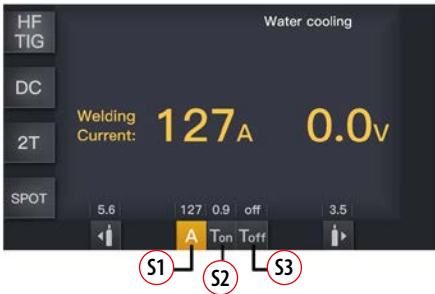 HF
TIG
Water cooling
DC
Welding
Current:
127A
0.0V
2T
SPOT
5.6
127
0.9
off
3.5
A
Ton
Toff
S1
S2
S3